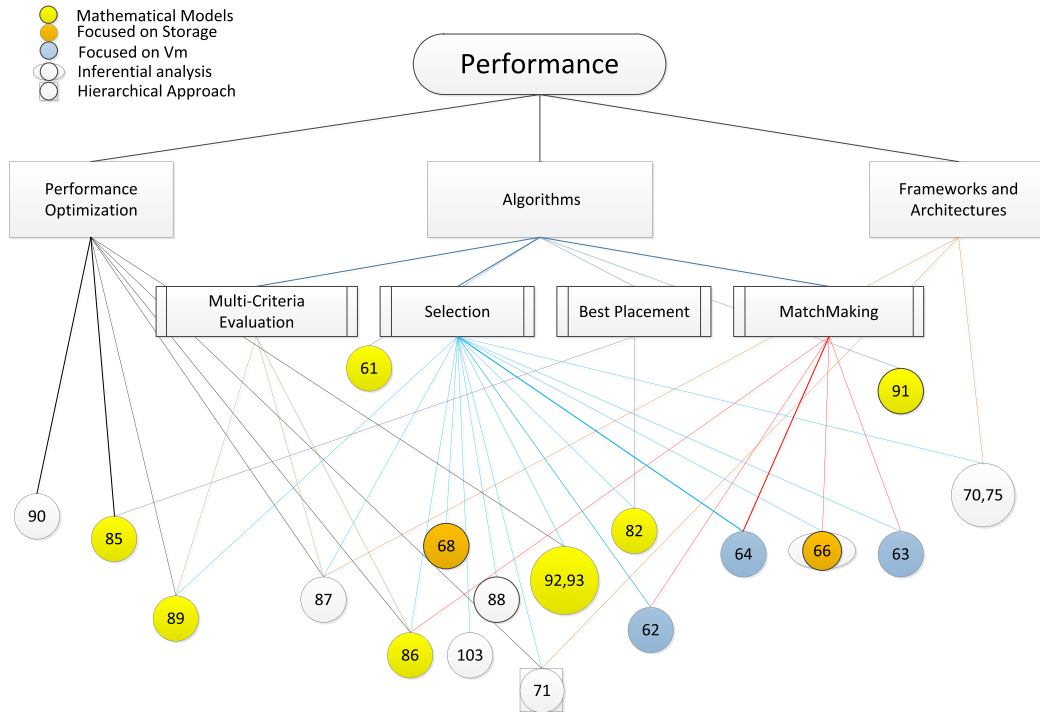 Mathematical Models
Focused on Storage
Focused on Vm
Inferential analysis
Hierarchical Approach
Performance
Performance
Optimization
Algorithms
Frameworks and
Architectures
Multi-Criteria
Evaluation
Selection
Best Placement
MatchMaking
61
91
90
85
70,75
82
68
64
66
63
92,93
87
88
89
62
86
103
71